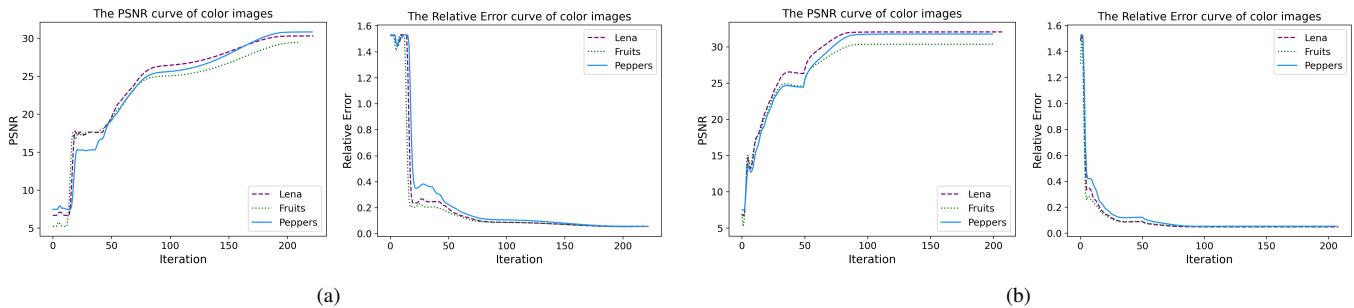 The PSNR curve of color images
PSNR
30
25
20
15
10
5
0
50
100
150
200
Iteration
Lena
Fruits
Peppers
The Relative Error curve of color images
Relative Error
1.6
1.4
1.2
1.0
0.8
0.6
0.4
0.2
0.0
0
50
100
150
200
Iteration
Lena
Fruits
Peppers
(a)
The PSNR curve of color images
PSNR
30
25
20
15
10
5
0
50
100
150
200
Iteration
Lena
Fruits
Peppers
The Relative Error curve of color images
Relative Error
1.6
1.4
1.2
1.0
0.8
0.6
0.4
0.2
0.0
0
50
100
150
200
Iteration
Lena
Fruits
Peppers
(b)